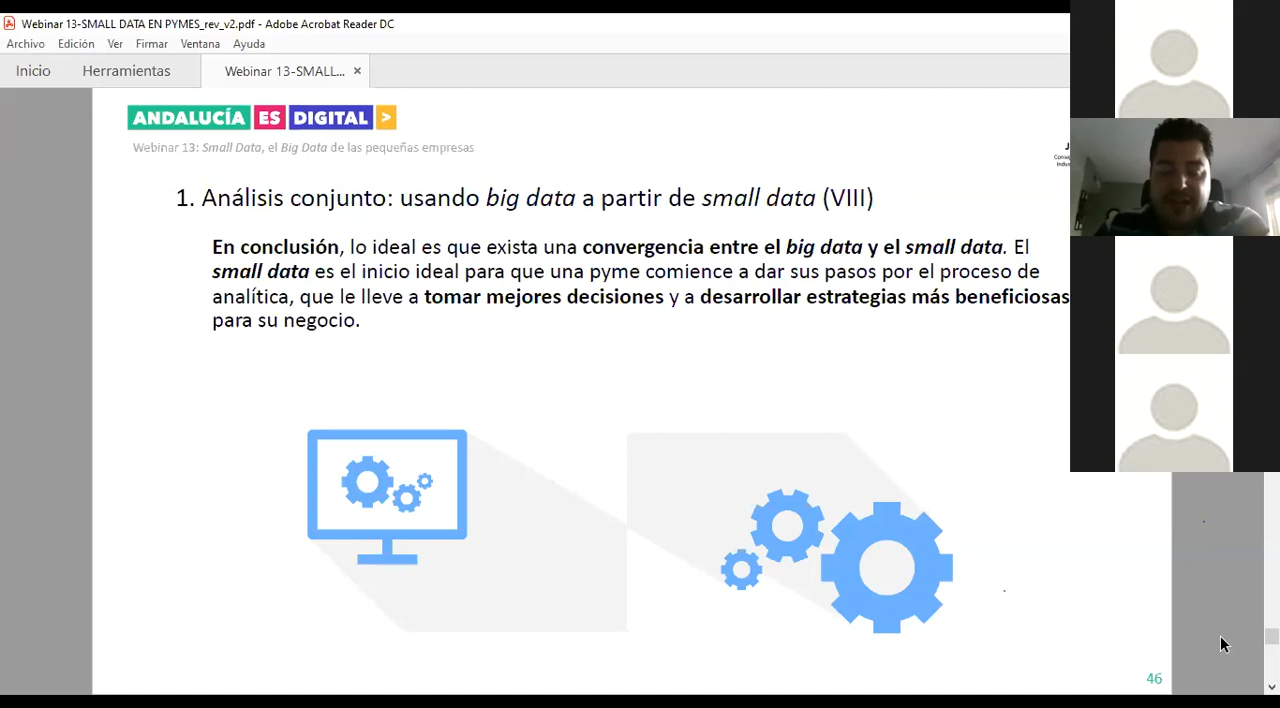 Webinar 13-SMALL DATA EN PYMES_rev_v2.pdf - Adobe Acrobat Reader DC
Archivo Edición Ver Firmar Ventana Ayuda
Inicio Herramientas Webinar 13-SMALL... ×
ANDALUCÍA ES DIGITAL >
Webinar 13: Small Data, el Big Data de las pequeñas empresas
1. Análisis conjunto: usando big data a partir de small data (VIII)
En conclusión, lo ideal es que exista una convergencia entre el big data y el small data. El
small data es el inicio ideal para que una pyme comience a dar sus pasos por el proceso de
analítica, que le lleve a tomar mejores decisiones y a desarrollar estrategias más beneficiosas
para su negocio.
46